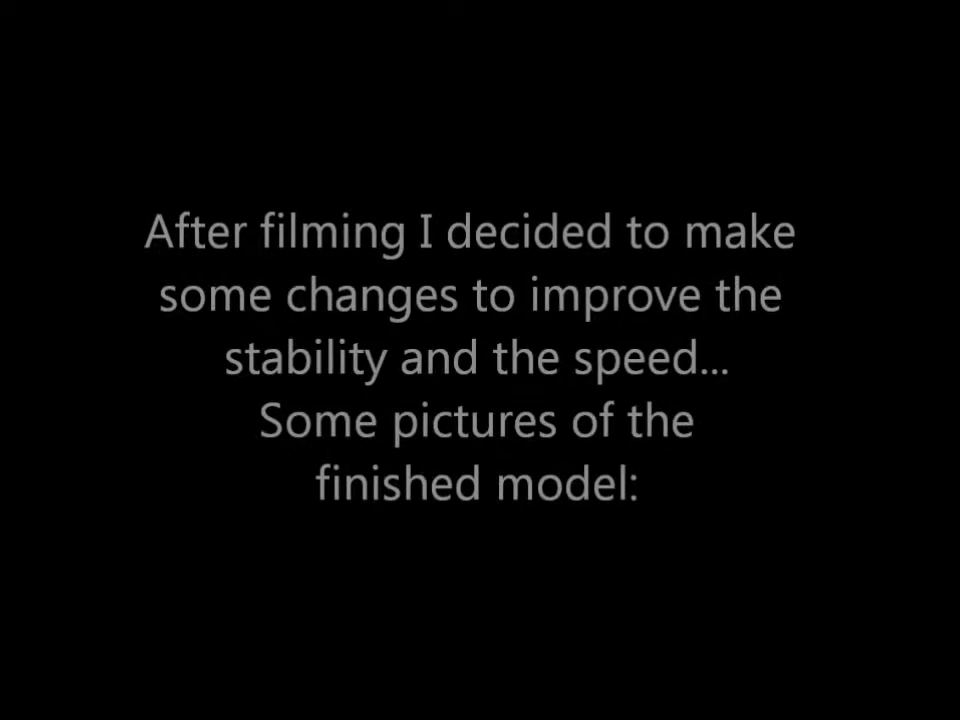 After filming I decided to make
some changes to improve the
stability and the speed...
Some pictures of the
finished model: